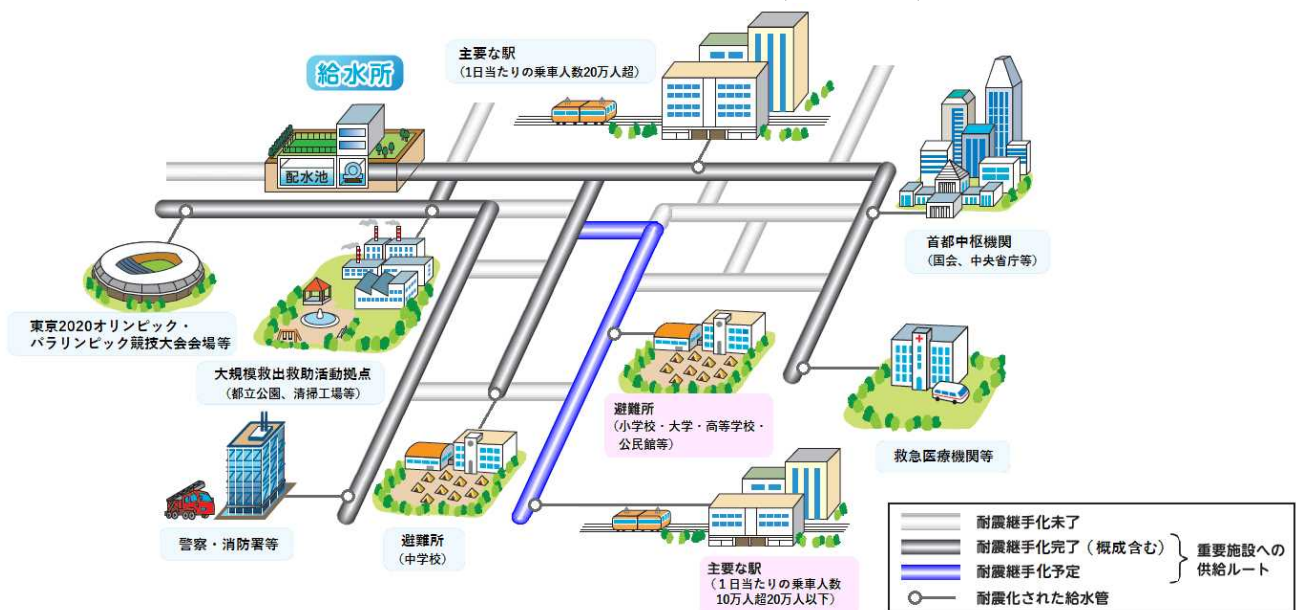 給水所
配水池
主要な駅
（1日当たりの乗車人数20万人超）
首都中枢機関
（国会、中央省庁等）
東京2020オリンピック・
パラリンピック競技大会会場等
大規模救出救助活動拠点
（都立公園、清掃工場等）
避難所
（小学校・大学・高等学校・
公民館等）
救急医療機関等
警察・消防署等
避難所
（中学校）
主要な駅
（１日当たりの乗車人数
10万人超20万人以下）
耐震継手化未了
耐震継手化完了（概成含む）
耐震継手化予定
重要施設への
供給ルート
耐震化された給水管